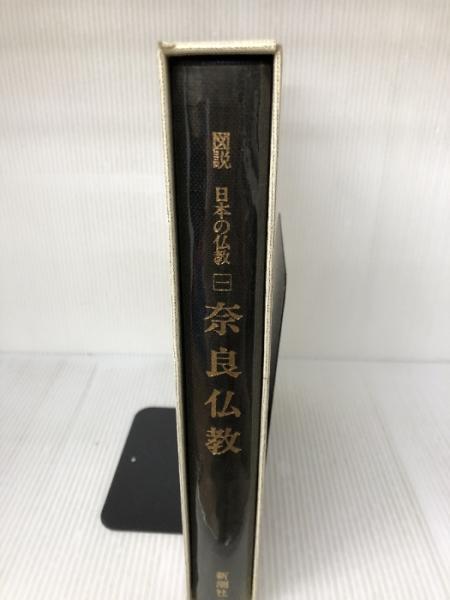 図説
日本の仏教
一
奈良仏教
新潮社